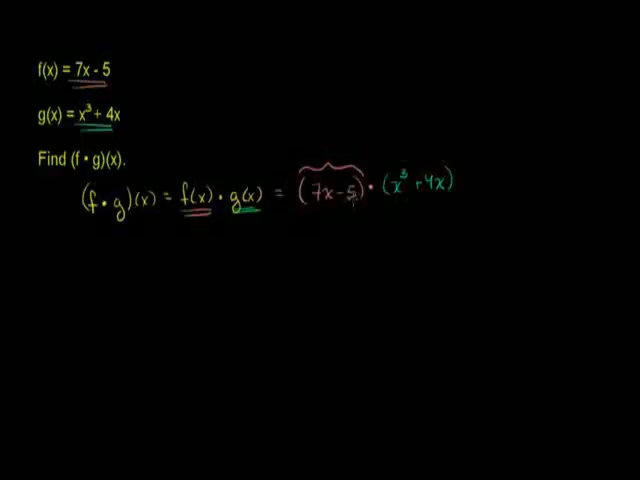 f(x) = 7x - 5
g(x) = x³ + 4x
Find (f • g)(x).
(f • g)(x) = f(x) • g(x) = (7x - 5) • (x³ + 4x)